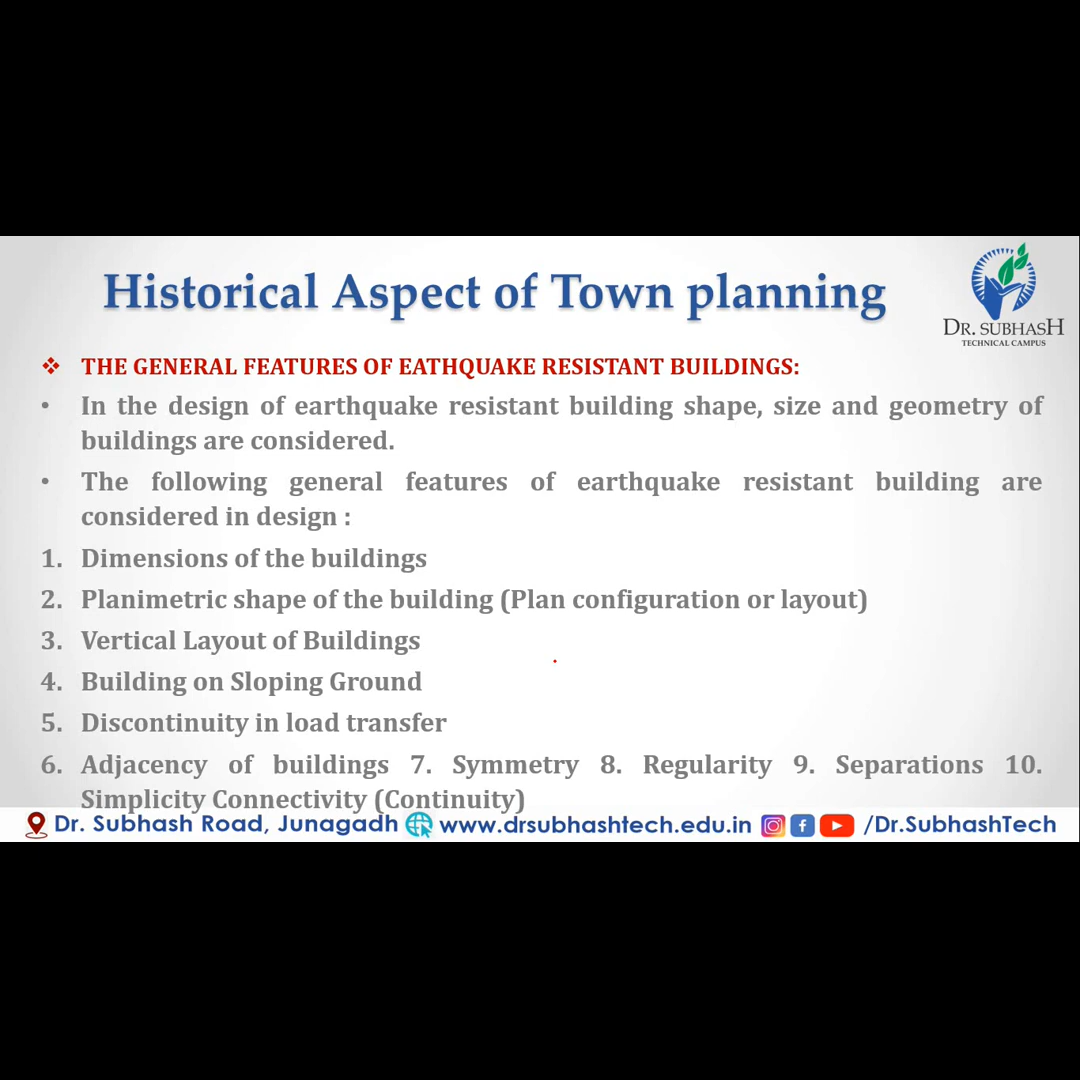 Historical Aspect of Town planning
DR. SUBHASH
TECHNICAL CAMPUS
❖ THE GENERAL FEATURES OF EATHQUAKE RESISTANT BUILDINGS:
• In the design of earthquake resistant building shape, size and geometry of
buildings are considered.
• The following general features of earthquake resistant building are
considered in design :
1. Dimensions of the buildings
2. Planimetric shape of the building (Plan configuration or layout)
3. Vertical Layout of Buildings
4. Building on Sloping Ground
5. Discontinuity in load transfer
6. Adjacency of buildings 7. Symmetry 8. Regularity 9. Separations 10.
Simplicity Connectivity (Continuity)
Dr. Subhash Road, Junagadh www.drsubhashtech.edu.in /Dr.SubhashTech